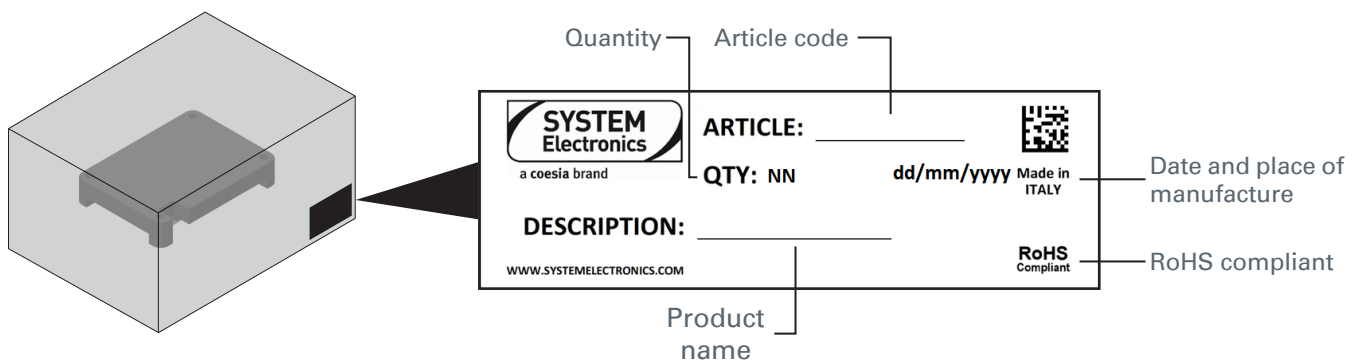 Quantity
Article code
SYSTEM
Electronics
a coesia brand
ARTICLE:
QTY: NN
dd/mm/yyyy
Made in
ITALY
Date and place of
manufacture
DESCRIPTION:
WWW.SYSTEMELECTRONICS.COM
RoHS
Compliant
RoHS compliant
Product
name